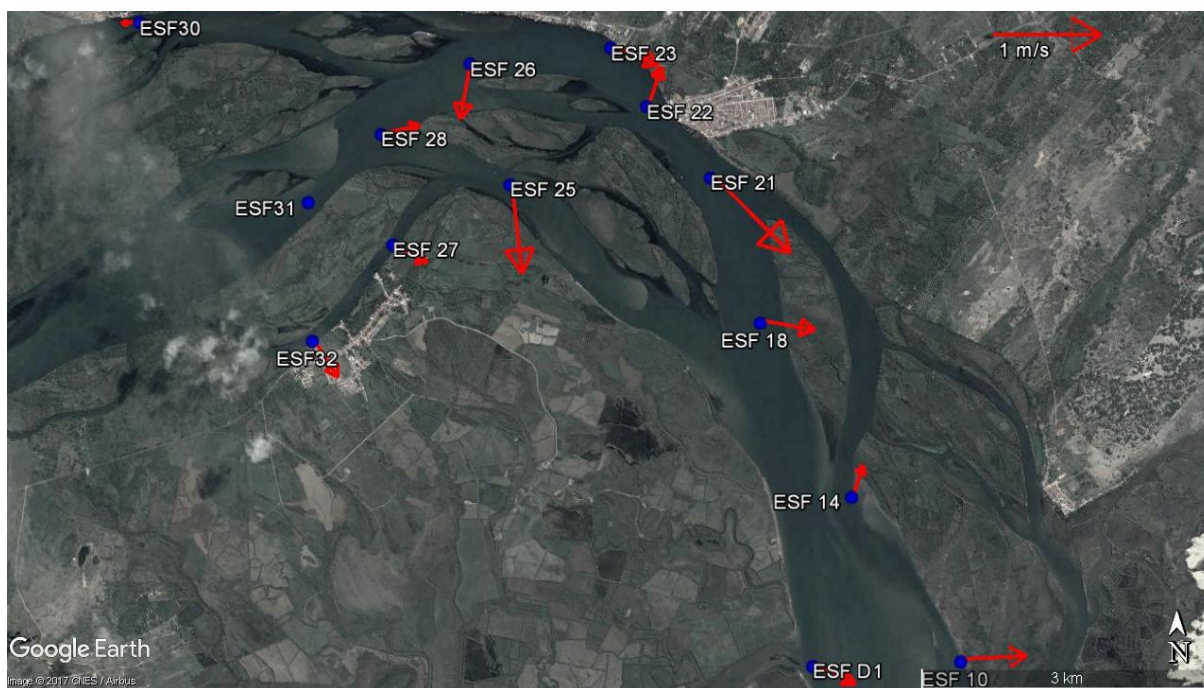 ESF30
ESF 26
ESF 23
1 m/s
ESF 22
ESF 28
ESF 21
ESF 25
ESF31
ESF 27
ESF 18
ESF32
ESF 14
Google Earth
N
ESF D1
ESF 10
3 km
Image © 2017 CNES / Airbus